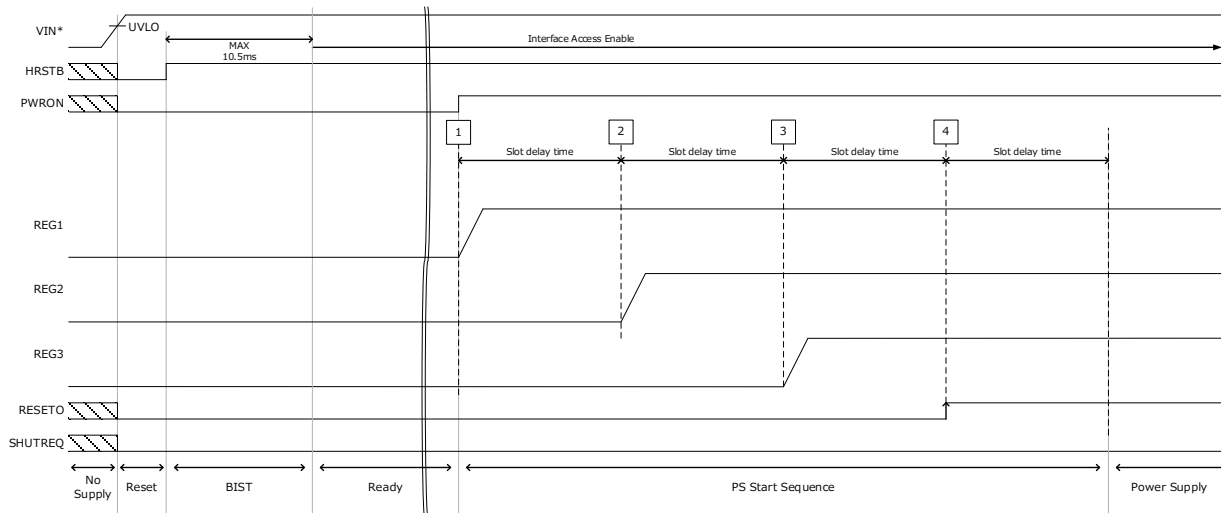 VIN*
UVLO
MAX
10.5ms
Interface Access Enable
HRSTB
PWRON
1
2
3
4
Slot delay time
Slot delay time
Slot delay time
Slot delay time
REG1
REG2
REG3
RESETO
SHUTREQ
No
Supply
Reset
BIST
Ready
PS Start Sequence
Power Supply